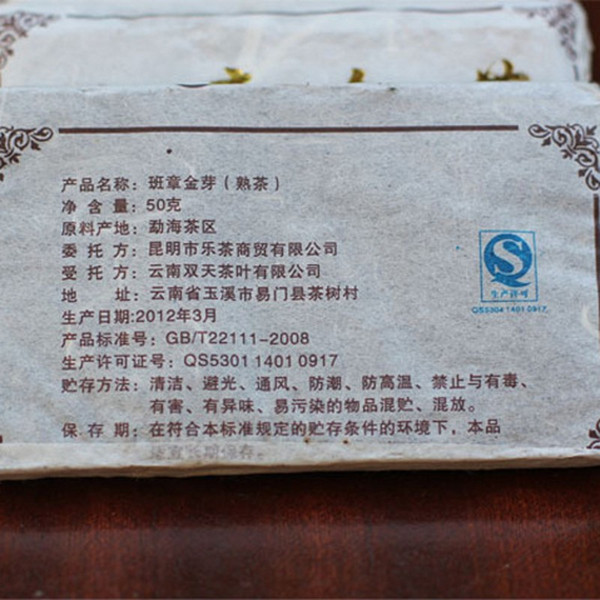 产品名称：班章金芽（熟茶）
净含量：50克
原料产地：勐海茶区
委托方：昆明市乐茶商贸有限公司
受托方：云南双天茶叶有限公司
地址：云南省玉溪市易门县茶树村
生产日期:2012年3月
产品标准号：GB/T22111-2008
生产许可证号：QS5301 1401 0917
贮存方法：清洁、避光、通风、防潮、防高温、禁止与有毒、
有害、有异味、易污染的物品混贮、混放。
保存期：在符合本标准规定的贮存条件的环境下，本品
长期保存。
生产许可
QS5304 1401 0917